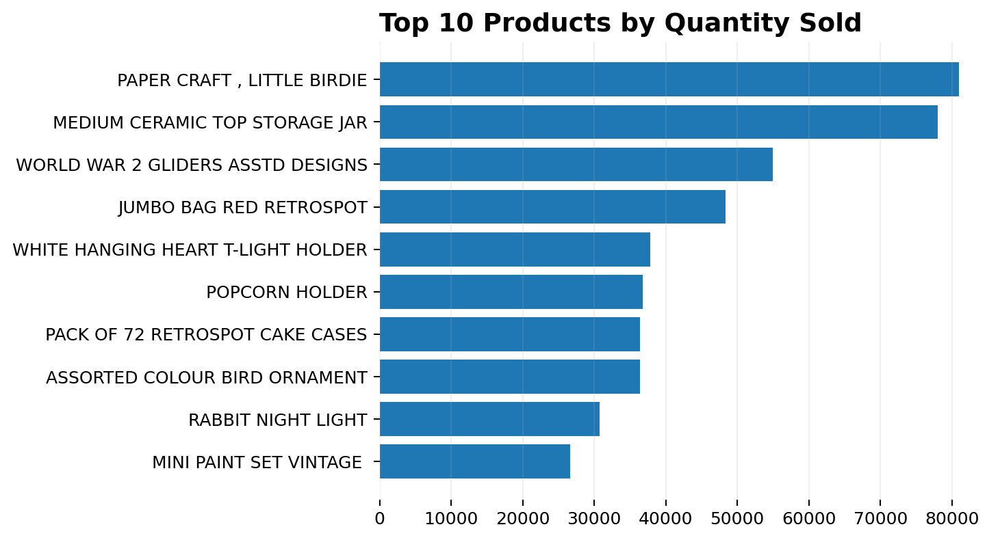 Top 10 Products by Quantity Sold
PAPER CRAFT , LITTLE BIRDIE
MEDIUM CERAMIC TOP STORAGE JAR
WORLD WAR 2 GLIDERS ASSTD DESIGNS
JUMBO BAG RED RETROSPOT
WHITE HANGING HEART T-LIGHT HOLDER
POPCORN HOLDER
PACK OF 72 RETROSPOT CAKE CASES
ASSORTED COLOUR BIRD ORNAMENT
RABBIT NIGHT LIGHT
MINI PAINT SET VINTAGE
0 10000 20000 30000 40000 50000 60000 70000 80000